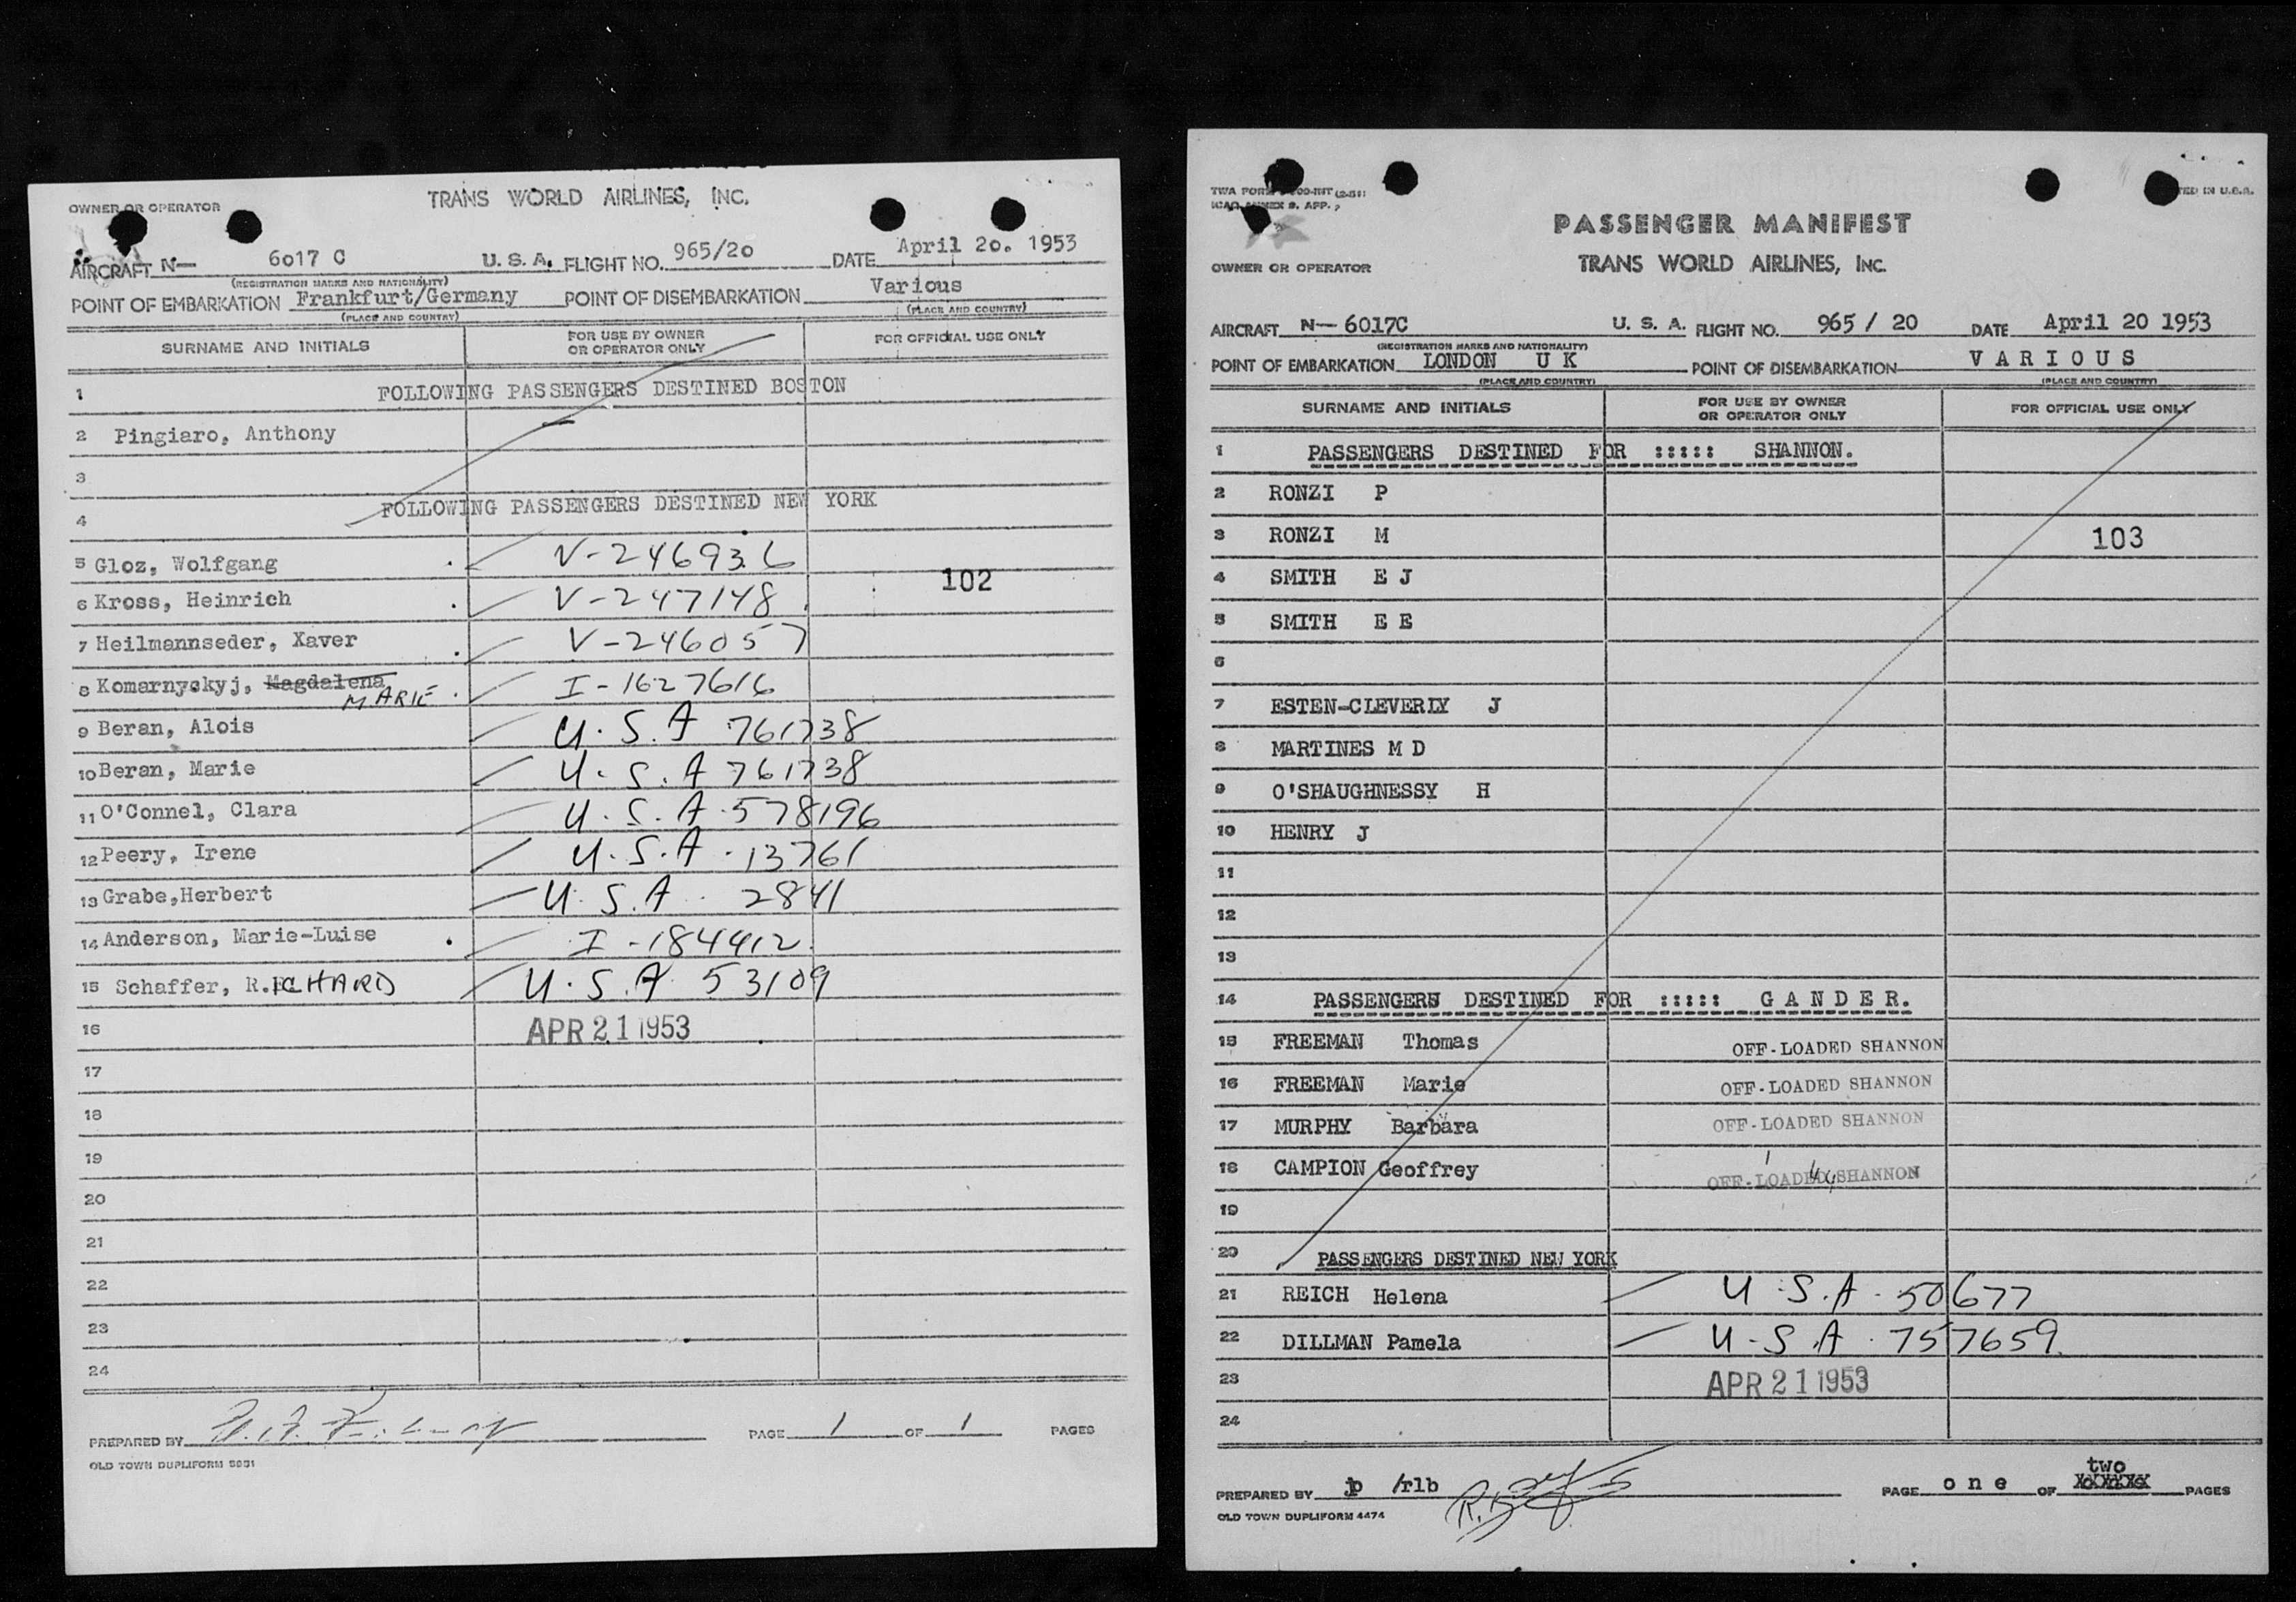 TRANS WORLD AIRLINES, INC.
OWNER OR OPERATOR
AIRCRAFT N— 6017 C U. S. A. FLIGHT NO. 965/20 DATE April 20. 1953
(REGISTRATION MARKS AND NATIONALITY)
POINT OF EMBARKATION Frankfurt/Germany POINT OF DISEMBARKATION Various
(PLACE AND COUNTRY) (PLACE AND COUNTRY)
SURNAME AND INITIALS FOR USE BY OWNER OR OPERATOR ONLY FOR OFFICIAL USE ONLY
1 FOLLOWING PASSENGERS DESTINED BOSTON
2 Pingiaro, Anthony
3
4 FOLLOWING PASSENGERS DESTINED NEW YORK
5 Gloz, Wolfgang V-246936
102
6 Kross, Heinrich V-247148
7 Heilmannseder, Xaver V-246057
8 Komarnyckyj, Magdalena MARIE I-1627616
9 Beran, Alois U.S.A 761738
10 Beran, Marie U.S.A 761738
11 O'Connel, Clara U.S.A. 578196
12 Peery, Irene U.S.A. 13761
13 Grabe,Herbert U.S.A. 2841
14 Anderson, Marie-Luise I-184412
15 Schaffer, R.ICHARD U.S.A. 53109
16 APR 21 1953
17
18
19
20
21
22
23
24
PREPARED BY PAGE 1 OF 1 PAGES
OLD TOWN DUPLIFORM
PASSENGER MANIFEST
OWNER OR OPERATOR TRANS WORLD AIRLINES, INC.
AIRCRAFT N— 6017C U. S. A. FLIGHT NO. 965 / 20 DATE April 20 1953
(REGISTRATION MARKS AND NATIONALITY)
POINT OF EMBARKATION LONDON U K POINT OF DISEMBARKATION V A R I O U S
(PLACE AND COUNTRY) (PLACE AND COUNTRY)
SURNAME AND INITIALS FOR USE BY OWNER OR OPERATOR ONLY FOR OFFICIAL USE ONLY
1 PASSENGERS DESTINED FOR ::::: SHANNON.
2 RONZI P
3 RONZI M 103
4 SMITH E J
5 SMITH E E
6
7 ESTEN-CLEVERLY J
8 MARTINES M D
9 O'SHAUGHNESSY H
10 HENRY J
11
12
13
14 PASSENGERS DESTINED FOR ::::: G A N D E R.
15 FREEMAN Thomas OFF-LOADED SHANNON
16 FREEMAN Marie OFF-LOADED SHANNON
17 MURPHY Barbara OFF-LOADED SHANNON
18 CAMPION Geoffrey OFF-LOADED SHANNON
19
20 PASSENGERS DESTINED NEW YORK
21 REICH Helena U.S.A. 50677
22 DILLMAN Pamela U.S.A. 757659
23 APR 21 1953
24
PREPARED BY jp /rlb PAGE o n e OF two PAGES
OLD TOWN DUPLIFORM 4474